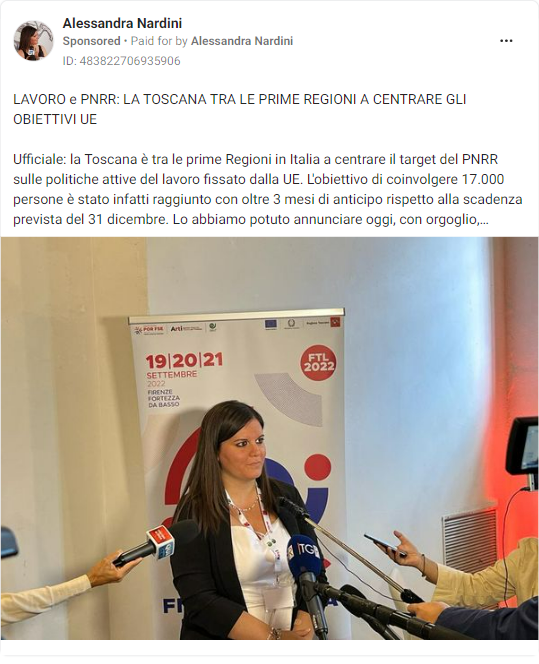 Alessandra Nardini
Sponsored • Paid for by Alessandra Nardini
ID: 483822706935906
LAVORO e PNRR: LA TOSCANA TRA LE PRIME REGIONI A CENTRARE GLI
OBIETTIVI UE
Ufficiale: la Toscana è tra le prime Regioni in Italia a centrare il target del PNRR
sulle politiche attive del lavoro fissato dalla UE. L'obiettivo di coinvolgere 17.000
persone è stato infatti raggiunto con oltre 3 mesi di anticipo rispetto alla scadenza
prevista del 31 dicembre. Lo abbiamo potuto annunciare oggi, con orgoglio,...
POR FSE Arti
19|20|21
SETTEMBRE
2022
FIRENZE
FORTEZZA
DA BASSO
FTL
2022
TG